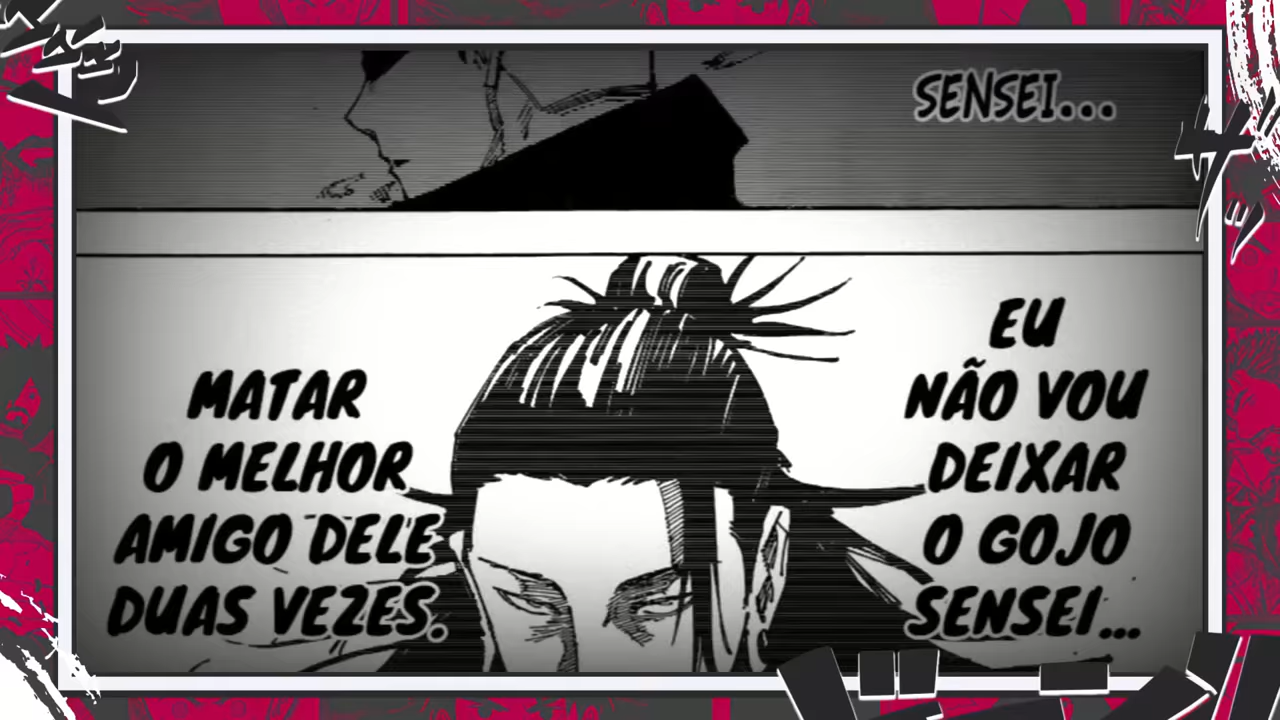 SENSEI...
EU
NÃO VOU
DEIXAR
O GOJO
SENSEI...
MATAR
O MELHOR
AMIGO DELE
DUAS VEZES.